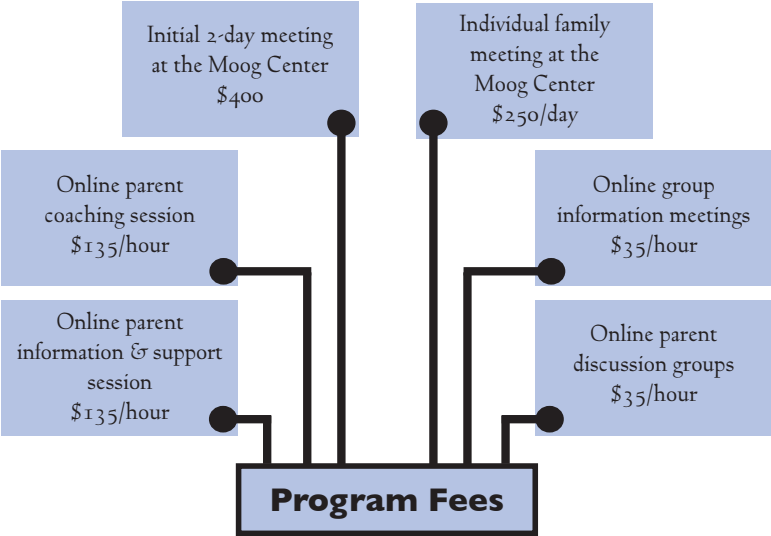 Initial 2-day meeting
at the Moog Center
$400
Individual family
meeting at the
Moog Center
$250/day
Online parent
coaching session
$135/hour
Online group
information meetings
$35/hour
Online parent
information & support
session
$135/hour
Online parent
discussion groups
$35/hour
Program Fees